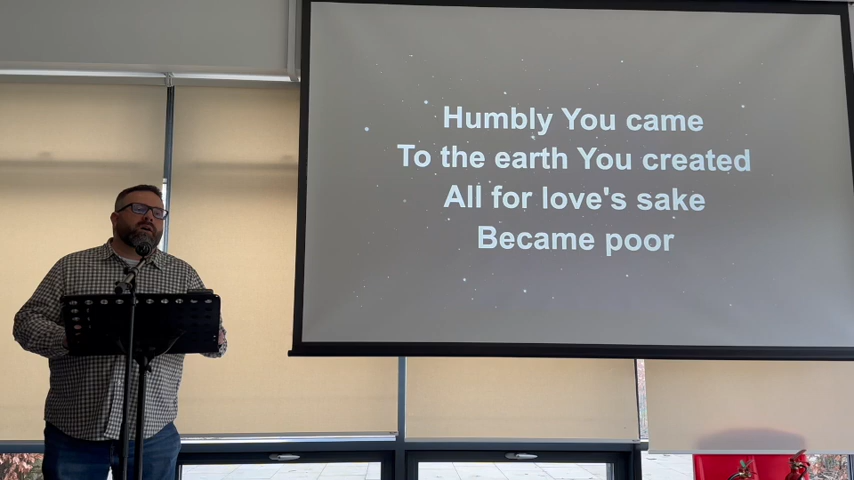 Humbly You came
To the earth You created
All for love's sake
Became poor